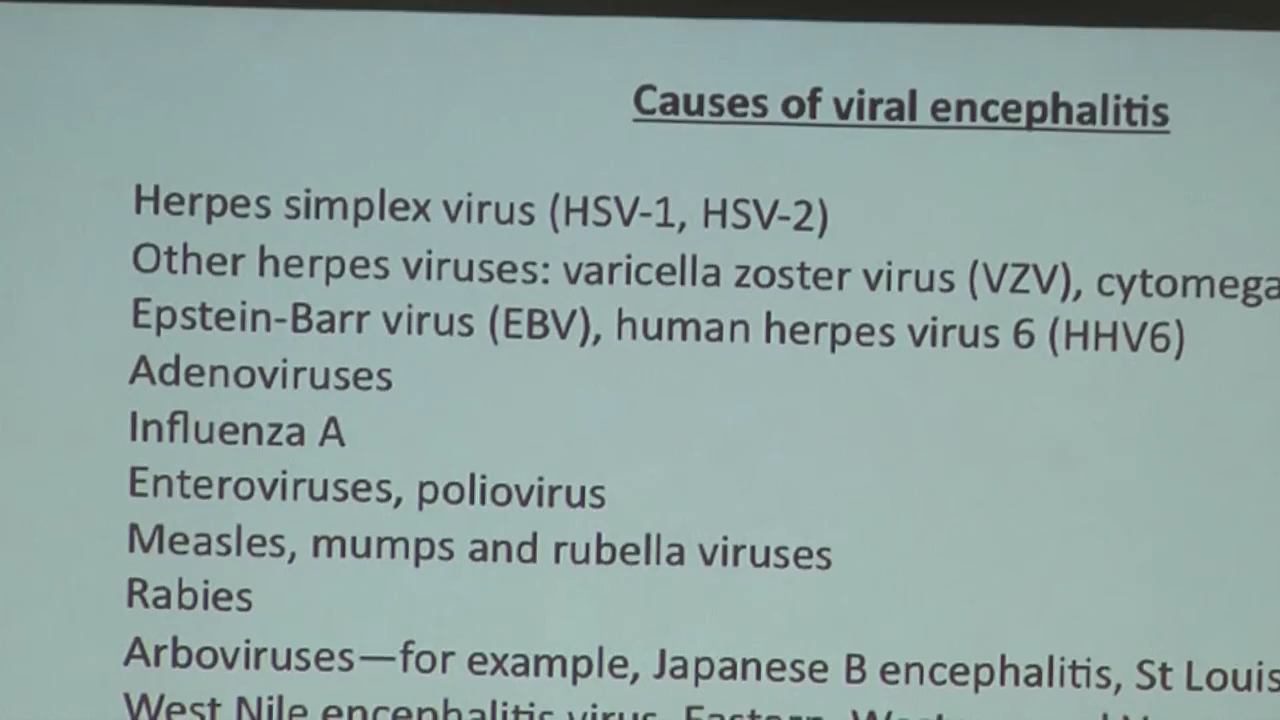 Causes of viral encephalitis
Herpes simplex virus (HSV-1, HSV-2)
Other herpes viruses: varicella zoster virus (VZV), cytomega
Epstein-Barr virus (EBV), human herpes virus 6 (HHV6)
Adenoviruses
Influenza A
Enteroviruses, poliovirus
Measles, mumps and rubella viruses
Rabies
Arboviruses—for example, Japanese B encephalitis, St Louis
West Nile encephalitis virus, Eastern,